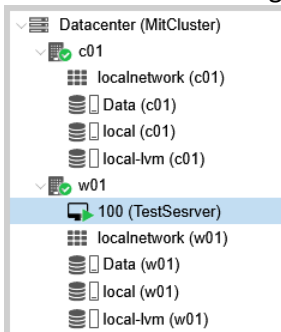 Datacenter (MitCluster)
c01
localnetwork (c01)
Data (c01)
local (c01)
local-lvm (c01)
w01
100 (TestSesrver)
localnetwork (w01)
Data (w01)
local (w01)
local-lvm (w01)